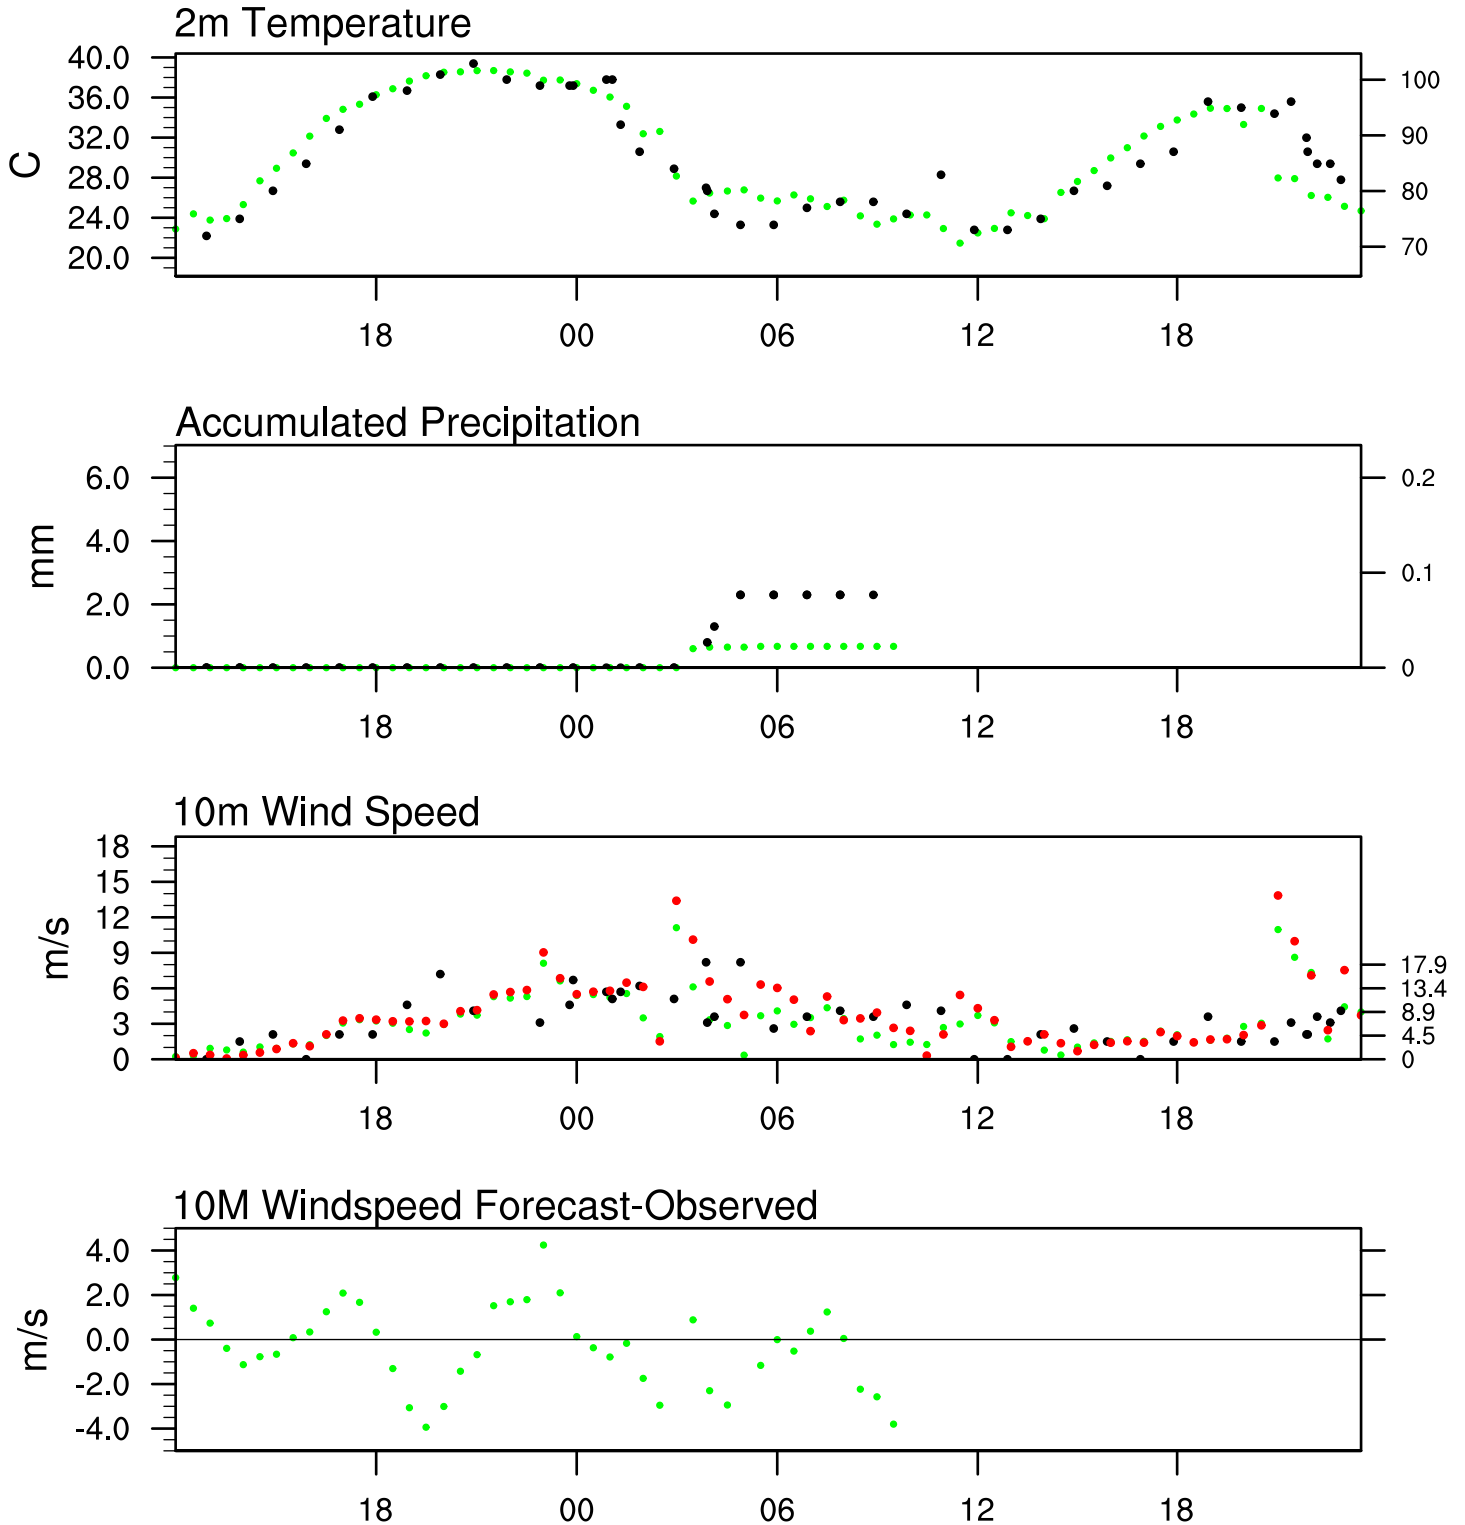 2m Temperature
40.0
36.0
32.0
28.0
24.0
20.0
C
100
90
80
70
18 00 06 12 18
Accumulated Precipitation
6.0
4.0
2.0
0.0
mm
0.2
0.1
0
18 00 06 12 18
10m Wind Speed
18
15
12
9
6
3
0
m/s
17.9
13.4
8.9
4.5
0
18 00 06 12 18
10M Windspeed Forecast-Observed
4.0
2.0
0.0
-2.0
-4.0
m/s
18 00 06 12 18